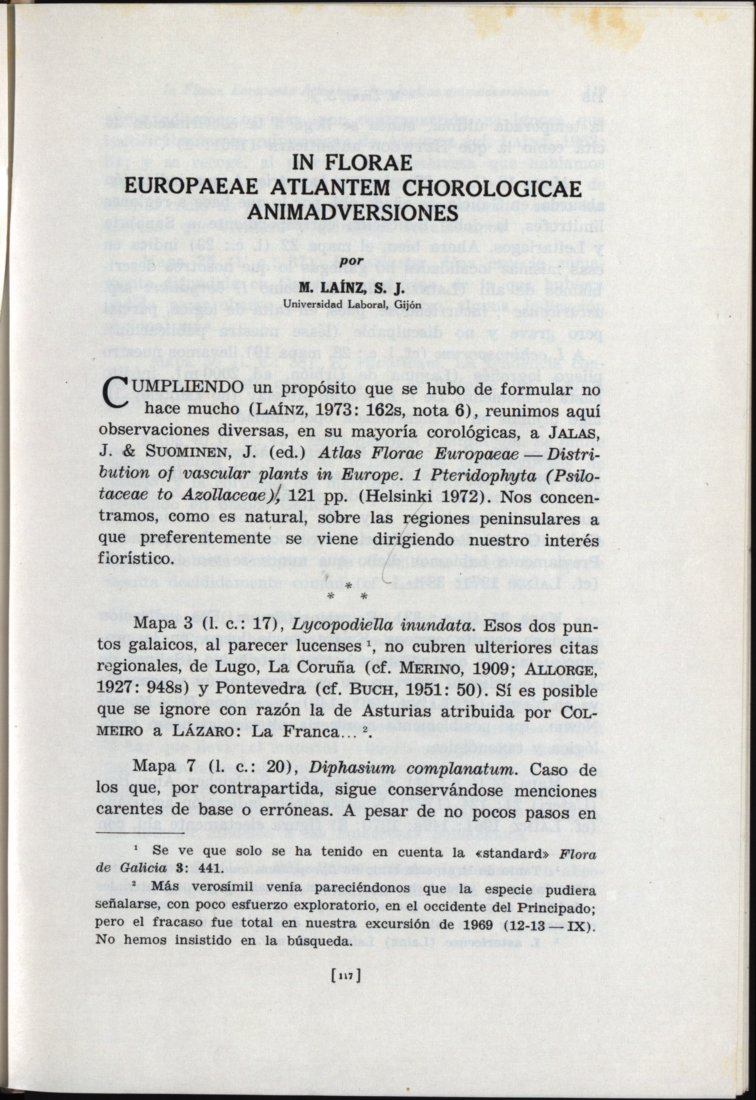 IN FLORAE
EUROPAEAE ATLANTEM CHOROLOGICAE
ANIMADVERSIONES
por
M. LAÍNZ, S. J.
Universidad Laboral, Gijón
CUMPLIENDO un propósito que se hubo de formular no
hace mucho (LAÍNZ, 1973: 162s, nota 6), reunimos aquí
observaciones diversas, en su mayoría corológicas, a JALAS,
J. & SUOMINEN, J. (ed.) Atlas Florae Europaeae — Distri-
bution of vascular plants in Europe. 1 Pteridophyta (Psilo-
taceae to Azollaceae), 121 pp. (Helsinki 1972). Nos concen-
tramos, como es natural, sobre las regiones peninsulares a
que preferentemente se viene dirigiendo nuestro interés
florístico.
*
* *
Mapa 3 (l. c.: 17), Lycopodiella inundata. Esos dos pun-
tos galaicos, al parecer lucenses ¹, no cubren ulteriores citas
regionales, de Lugo, La Coruña (cf. MERINO, 1909; ALLORGE,
1927: 948s) y Pontevedra (cf. BUCH, 1951: 50). Sí es posible
que se ignore con razón la de Asturias atribuida por COL-
MEIRO a LÁZARO: La Franca... ².
Mapa 7 (l. c.: 20), Diphasium complanatum. Caso de
los que, por contrapartida, sigue conservándose menciones
carentes de base o erróneas. A pesar de no pocos pasos en
¹ Se ve que solo se ha tenido en cuenta la «standard» Flora
de Galicia 3: 441.
² Más verosímil venía pareciéndonos que la especie pudiera
señalarse, con poco esfuerzo exploratorio, en el occidente del Principado;
pero el fracaso fue total en nuestra excursión de 1969 (12-13 — IX).
No hemos insistido en la búsqueda.
[117]